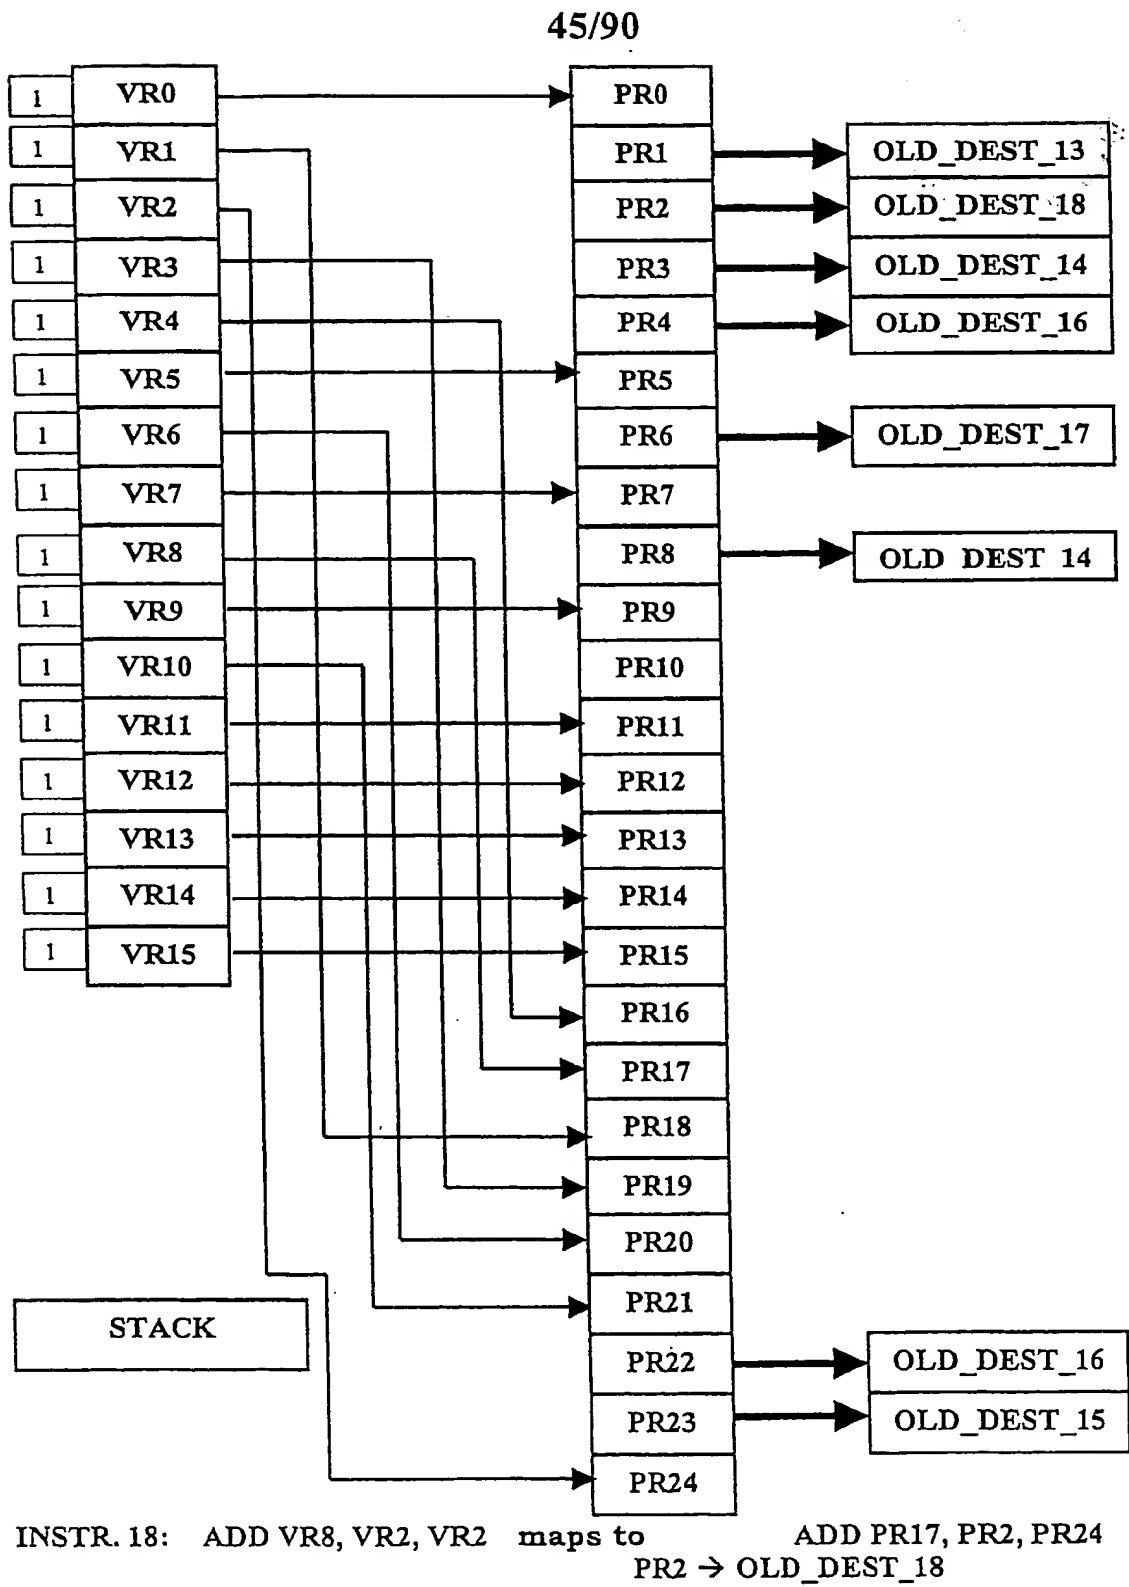 45/90
1 VR0 PR0
1 VR1 PR1 OLD_DEST_13
1 VR2 PR2 OLD_DEST_18
1 VR3 PR3 OLD_DEST_14
1 VR4 PR4 OLD_DEST_16
1 VR5 PR5
1 VR6 PR6 OLD_DEST_17
1 VR7 PR7
1 VR8 PR8 OLD DEST 14
1 VR9 PR9
1 VR10 PR10
1 VR11 PR11
1 VR12 PR12
1 VR13 PR13
1 VR14 PR14
1 VR15 PR15
PR16
PR17
PR18
PR19
PR20
PR21
STACK
PR22 OLD_DEST_16
PR23 OLD_DEST_15
PR24
INSTR. 18: ADD VR8, VR2, VR2 maps to ADD PR17, PR2, PR24
PR2 → OLD_DEST_18